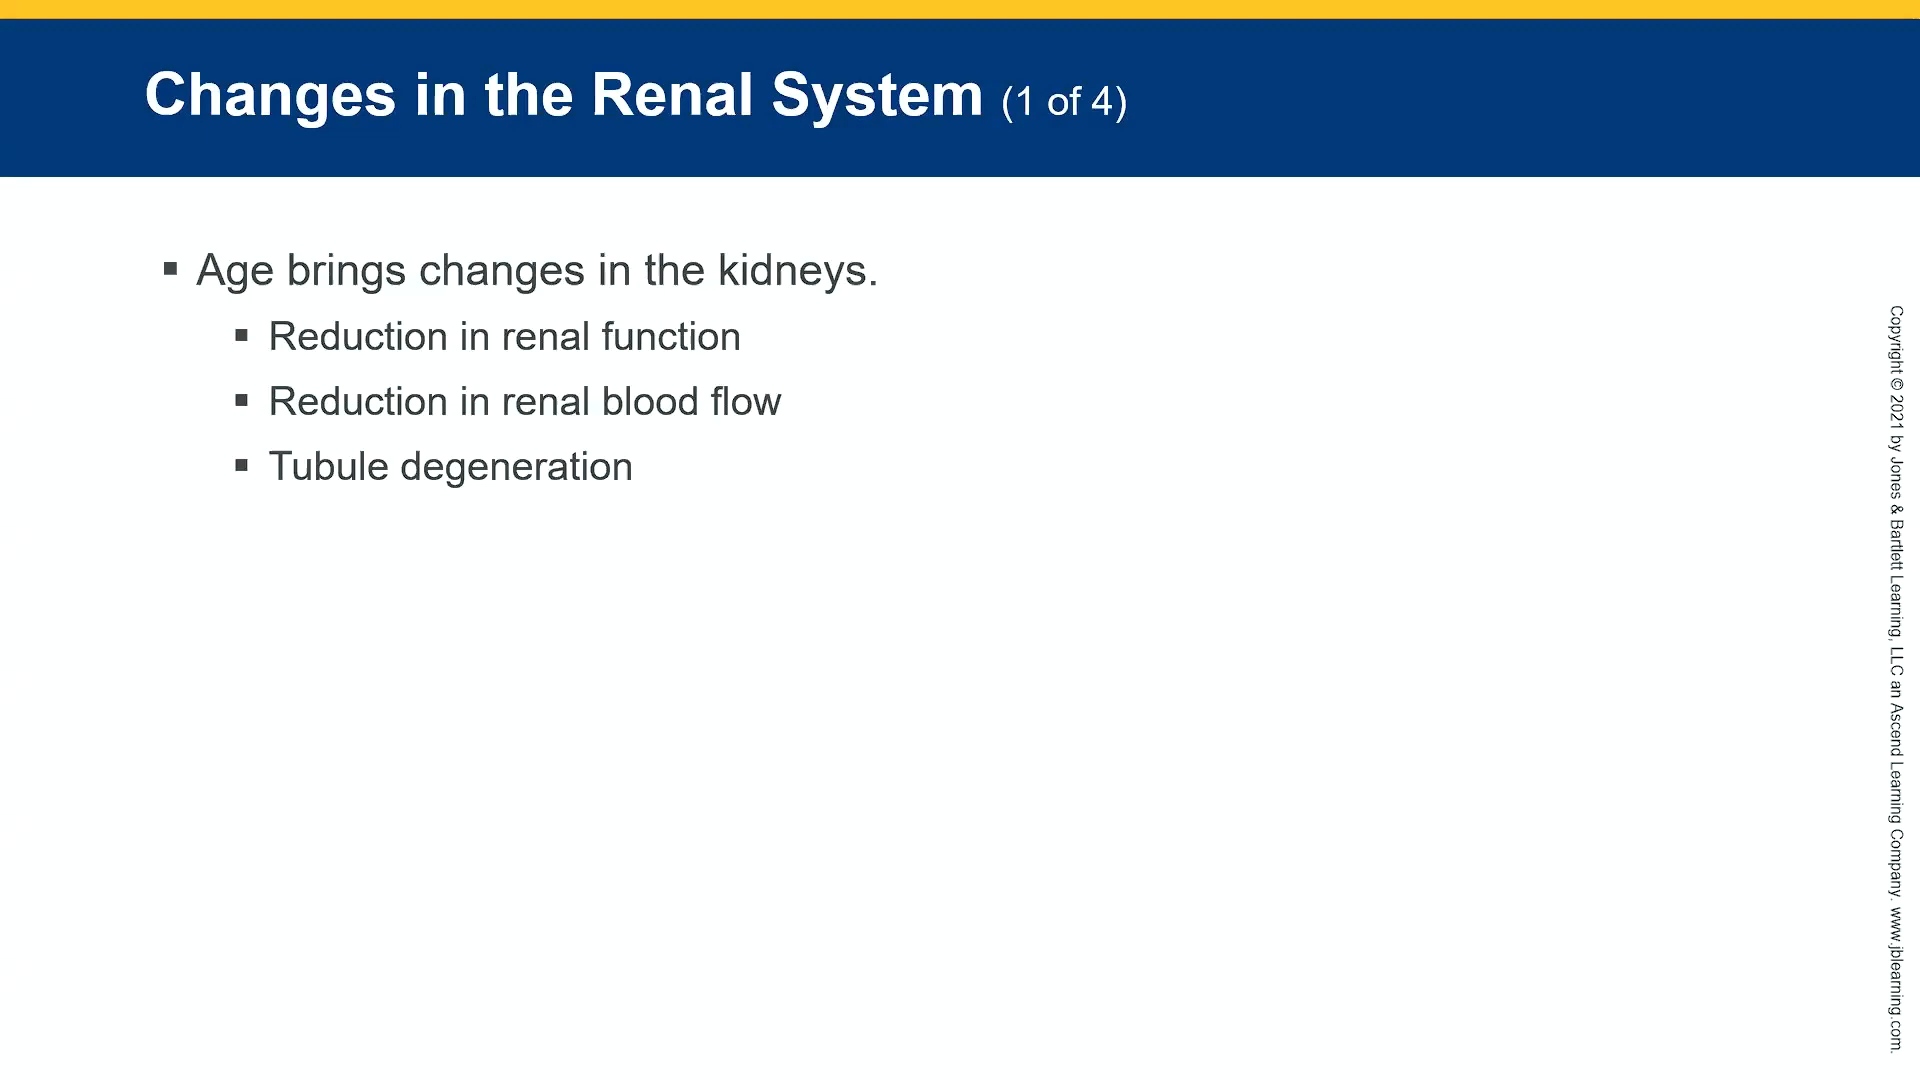 Changes in the Renal System (1 of 4)
▪ Age brings changes in the kidneys.
▪ Reduction in renal function
▪ Reduction in renal blood flow
▪ Tubule degeneration
Copyright © 2021 by Jones & Bartlett Learning, LLC an Ascend Learning Company. www.jblearning.com.